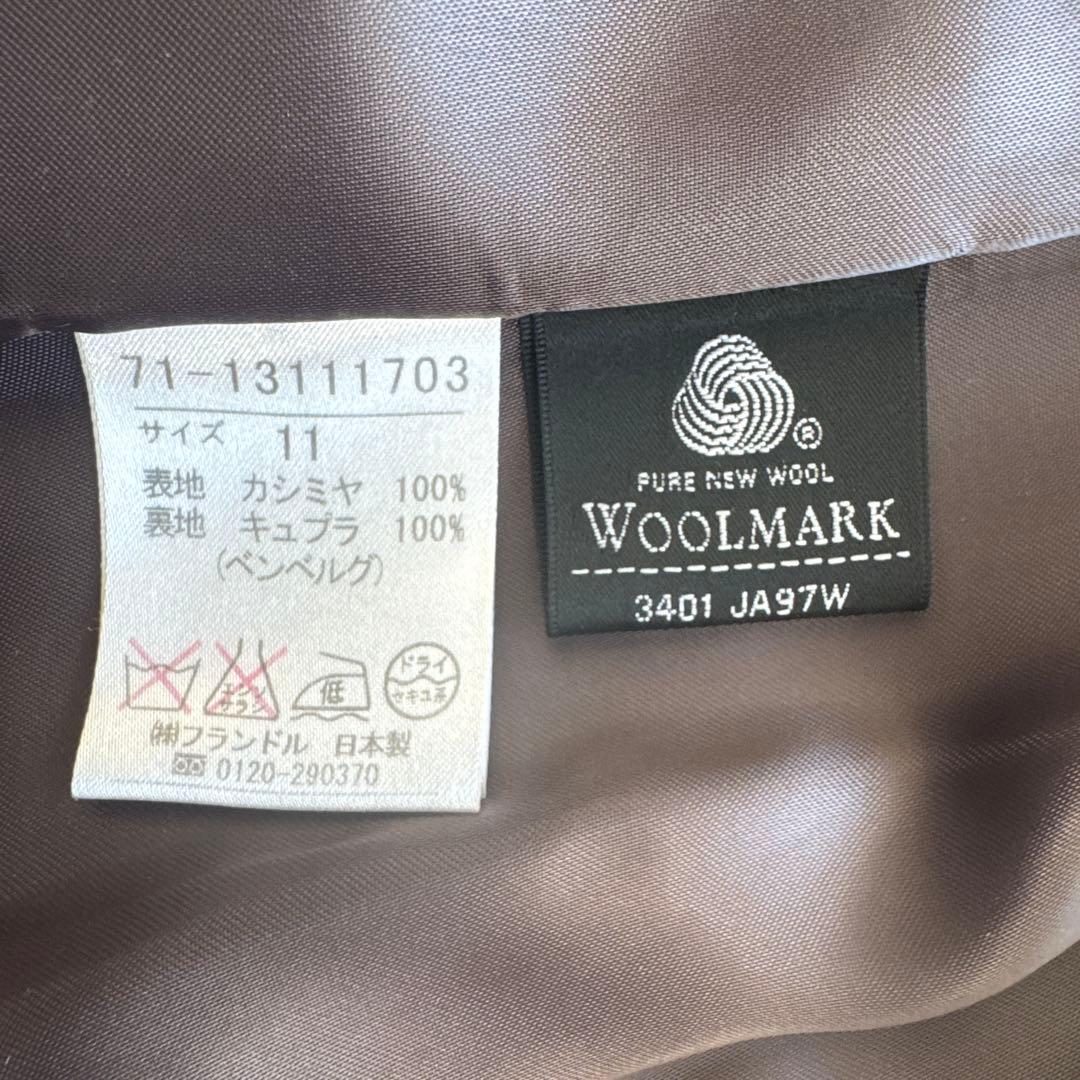 71-13111703
サイズ 11
表地 カシミヤ 100%
裏地 キュプラ 100%
(ベンベルグ)
エンソ
サラシ
低
ドライ
セキユ系
㈱フランドル 日本製
0120-290370
®
PURE NEW WOOL
WOOLMARK
3401 JA97W